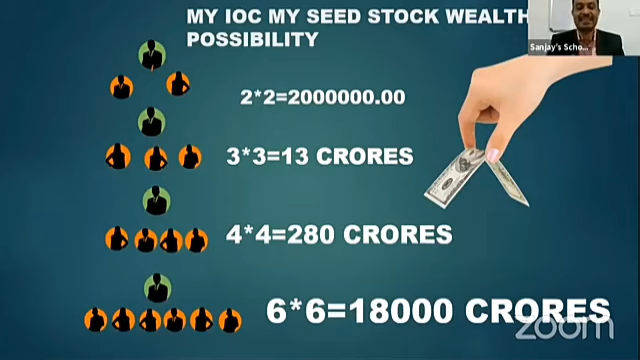 MY IOC MY SEED STOCK WEALTH
POSSIBILITY
Sanjay's Scho...
2*2=2000000.00
3*3=13 CRORES
4*4=280 CRORES
6*6=18000 CRORES
zoom